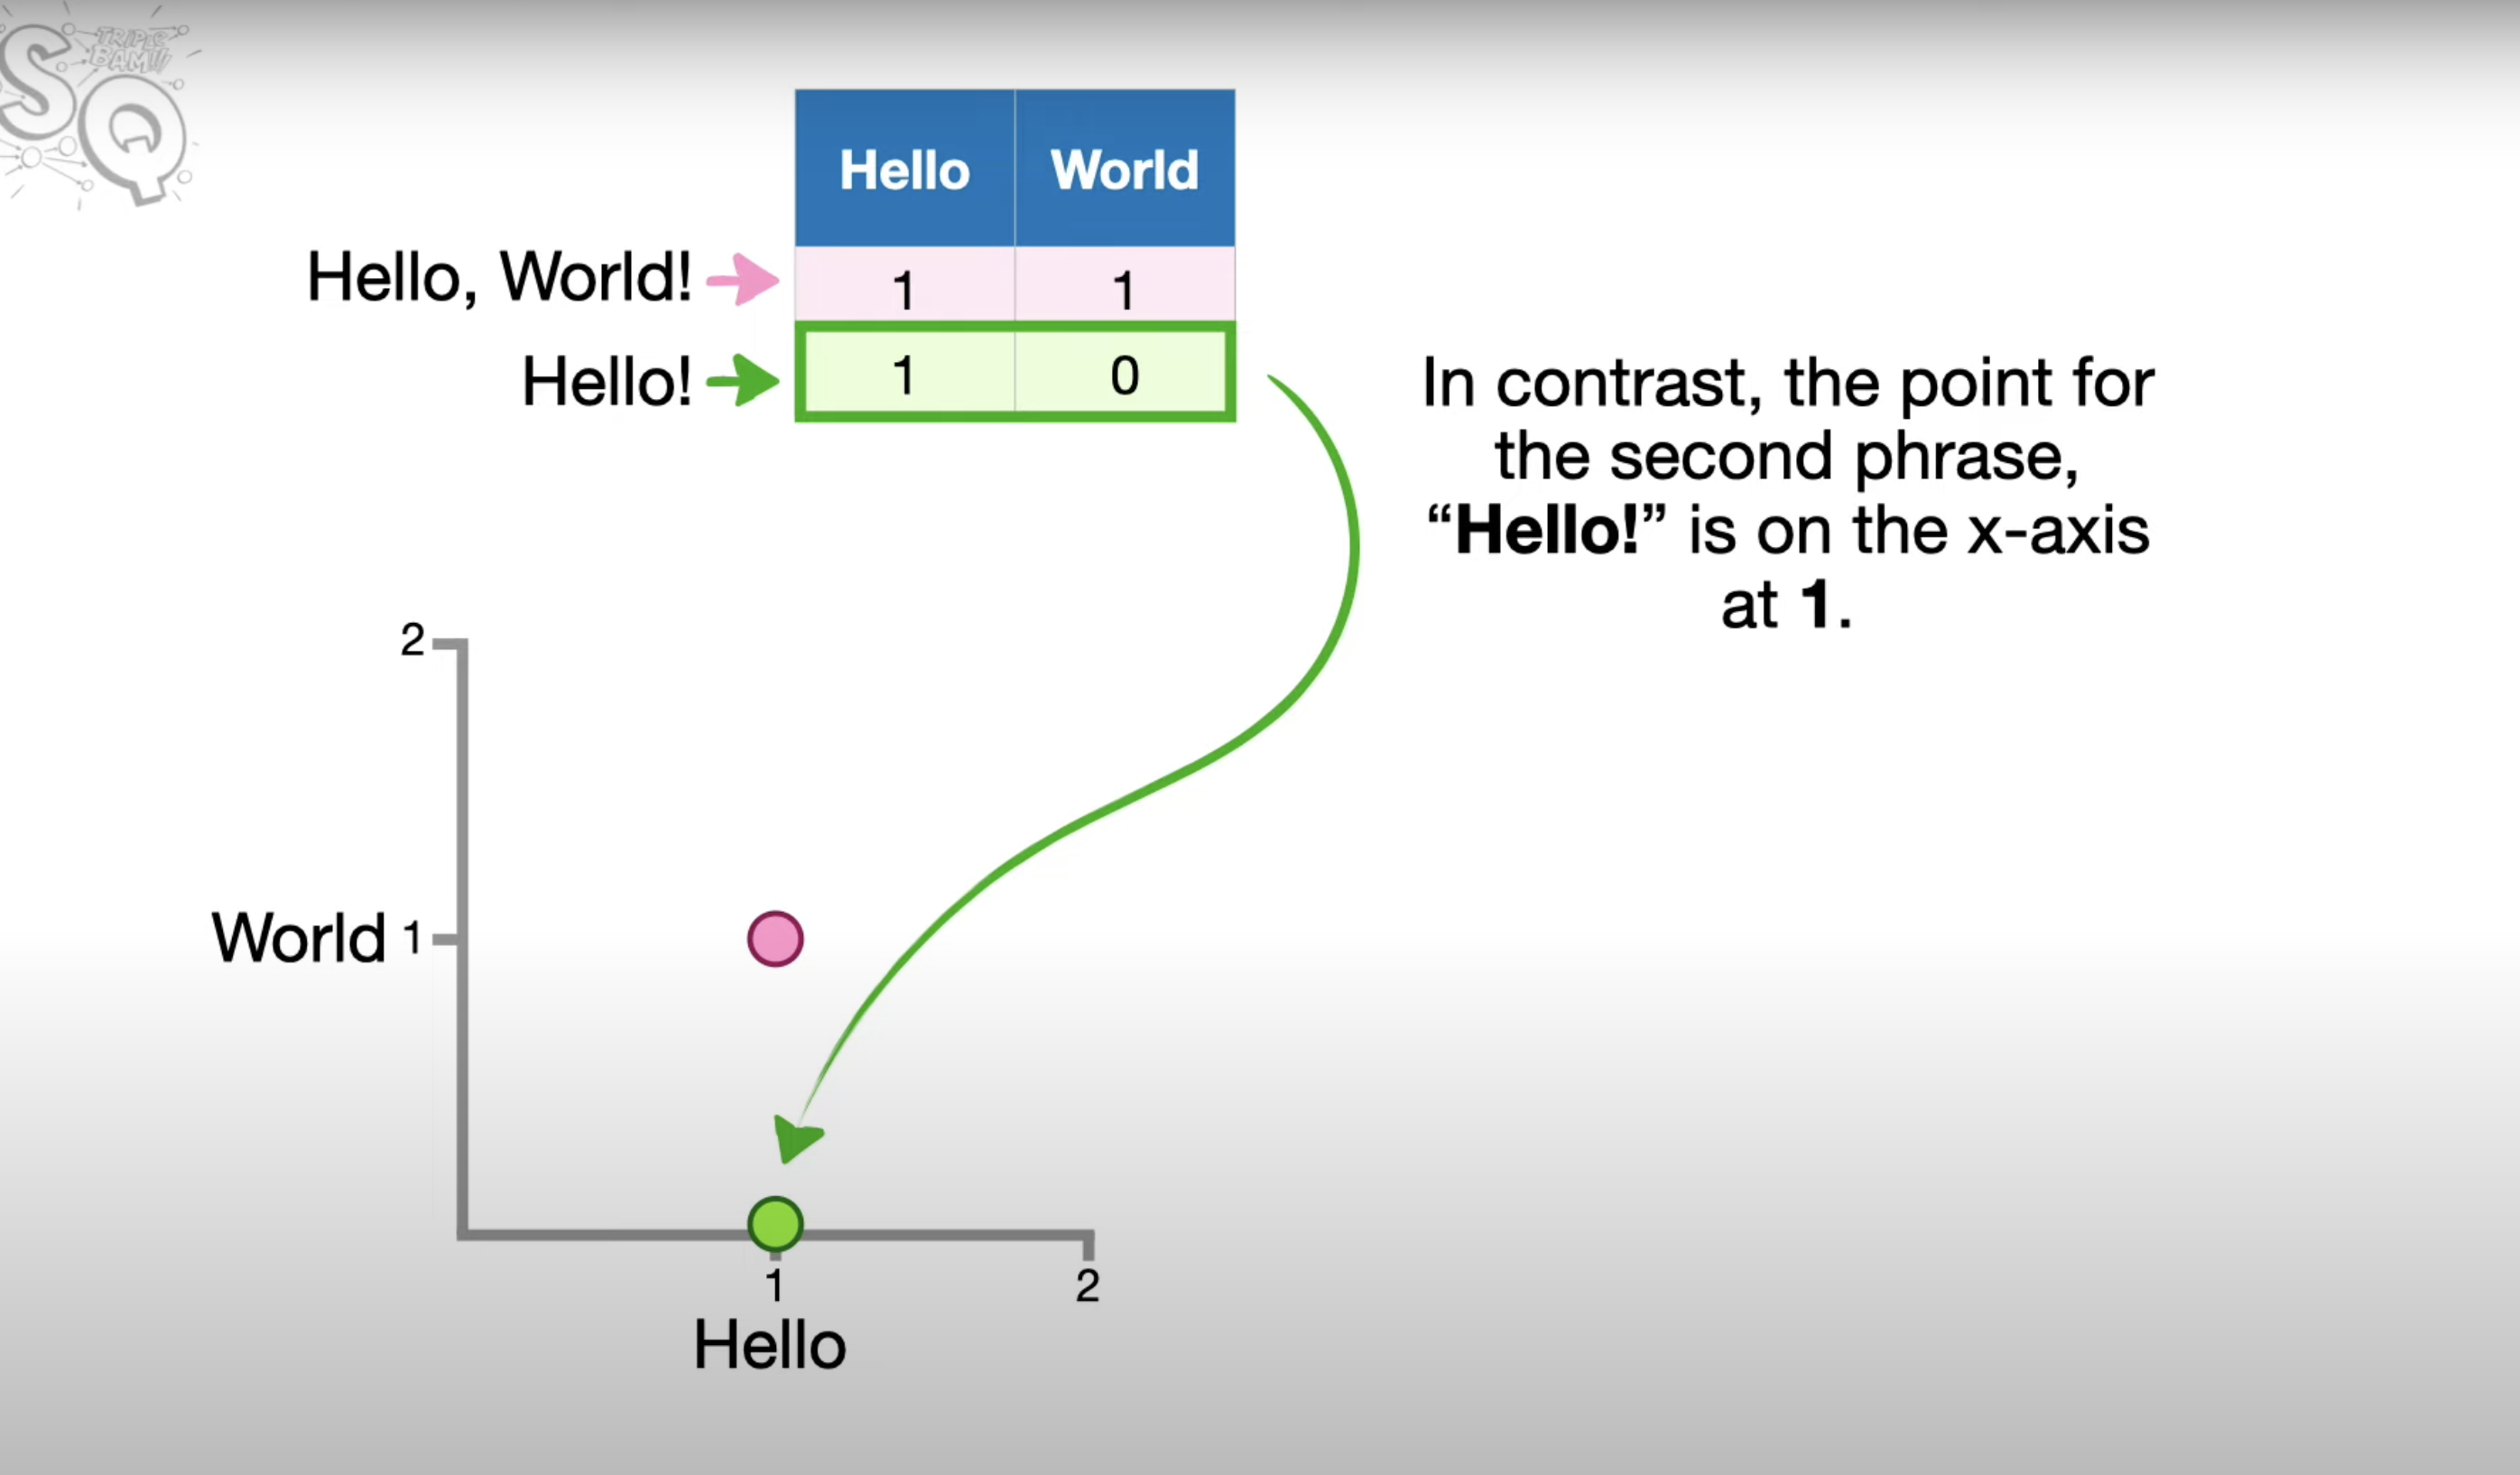 SQ
TRIPLE
BAM!!!
Hello World
Hello, World! 1 1
Hello! 1 0
In contrast, the point for
the second phrase,
“Hello!” is on the x-axis
at 1.
2
World 1
1 2
Hello